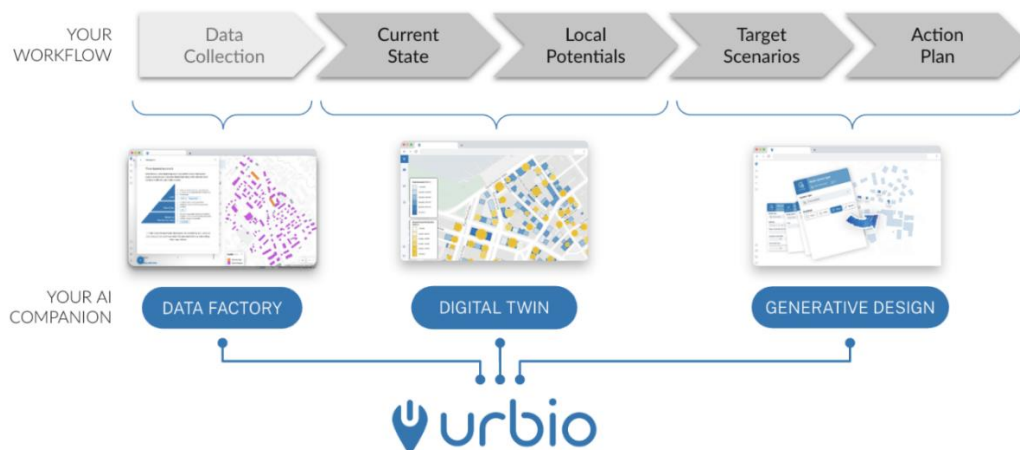 YOUR
WORKFLOW
Data
Collection
Current
State
Local
Potentials
Target
Scenarios
Action
Plan
YOUR AI
COMPANION
DATA FACTORY
DIGITAL TWIN
GENERATIVE DESIGN
urbio